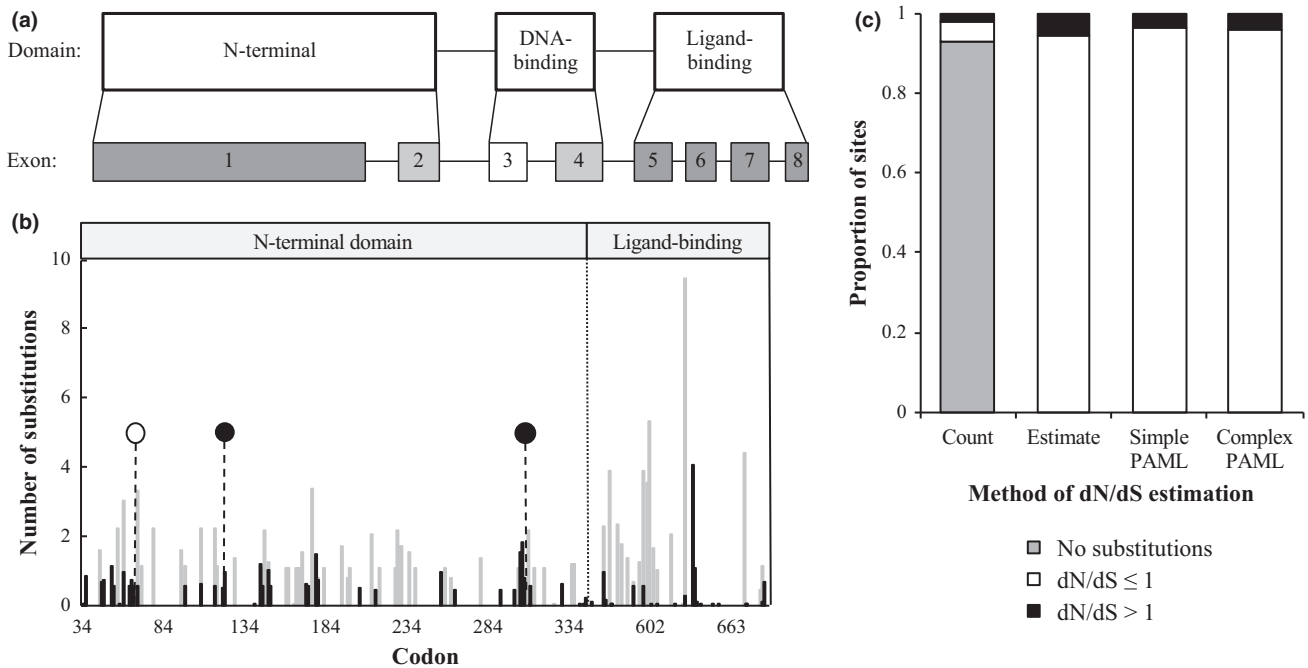 (a)
Domain:
N-terminal
DNA-
binding
Ligand-
binding
Exon:
1
2
3
4
5
6
7
8
(b)
N-terminal domain
Ligand-binding
Number of substitutions
10
8
6
4
2
0
34
84
134
184
234
284
334
602
663
Codon
(c)
Proportion of sites
1
0.8
0.6
0.4
0.2
0
Count
Estimate
Simple
PAML
Complex
PAML
Method of dN/dS estimation
No substitutions
dN/dS ≤ 1
dN/dS > 1